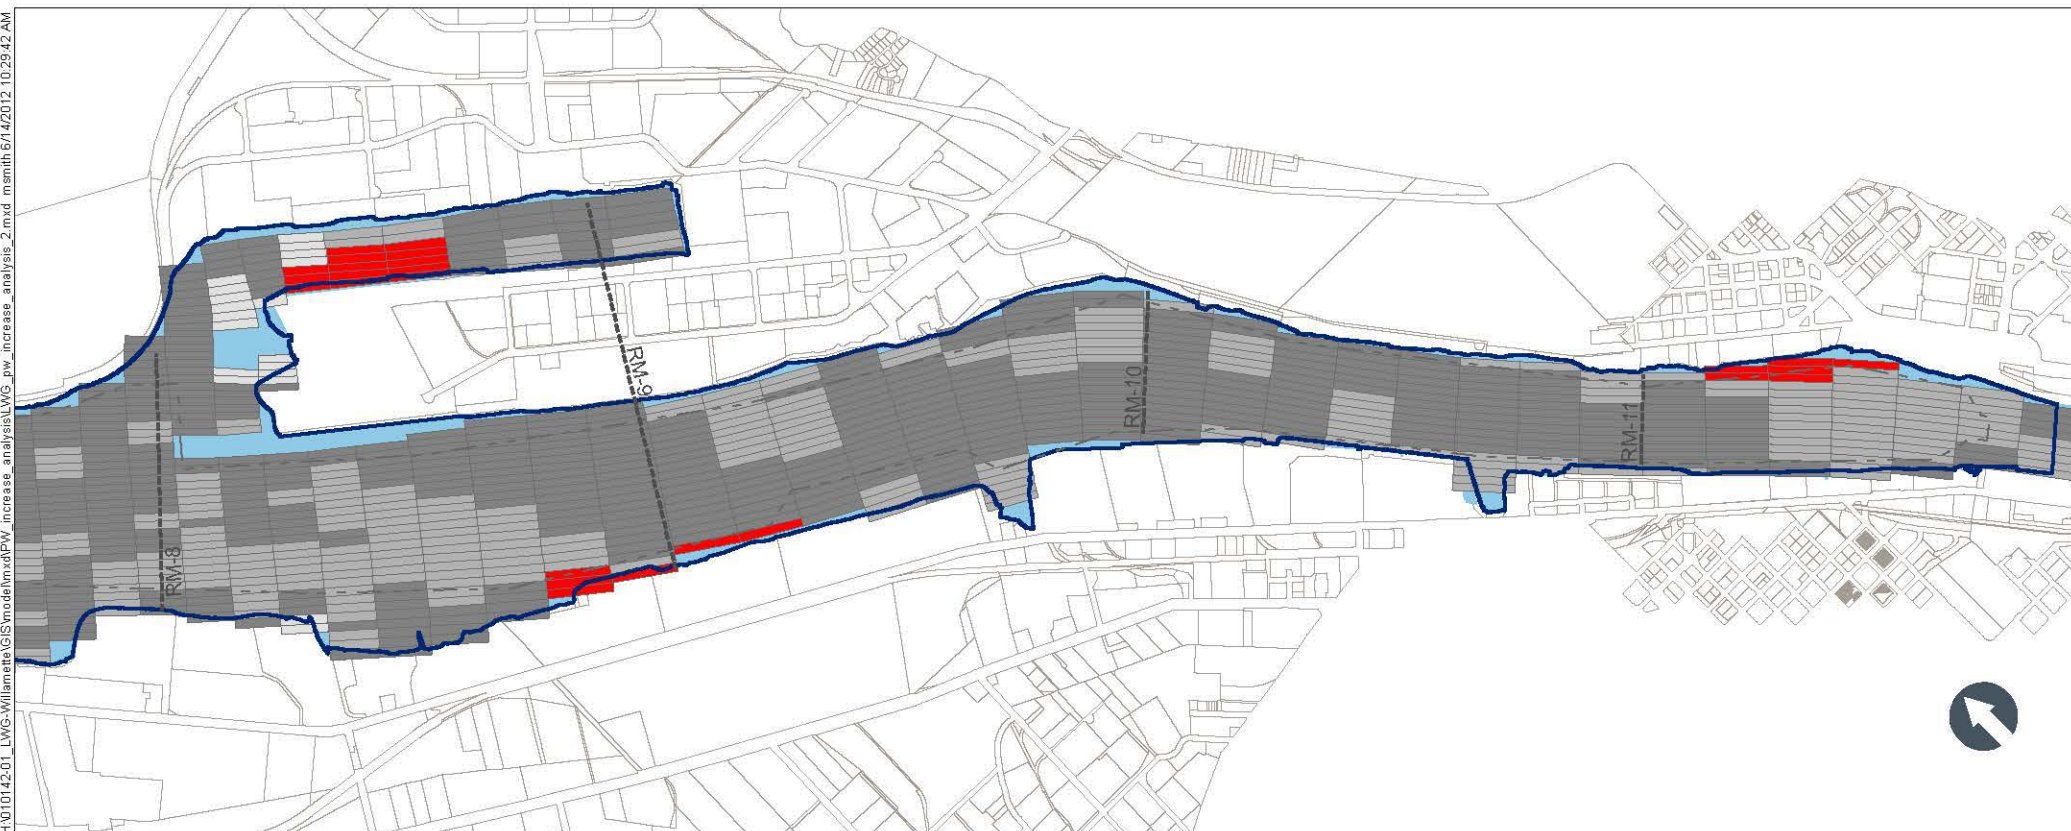 H:\010142-01_LWG-Willamette\GIS\model\mxd\PW_increase_analysis\LWG_pw_increase_analysis_2.mxd msmith 6/14/2012 10:29:42 AM
RM-9
RM-10
RM-11
RM-8